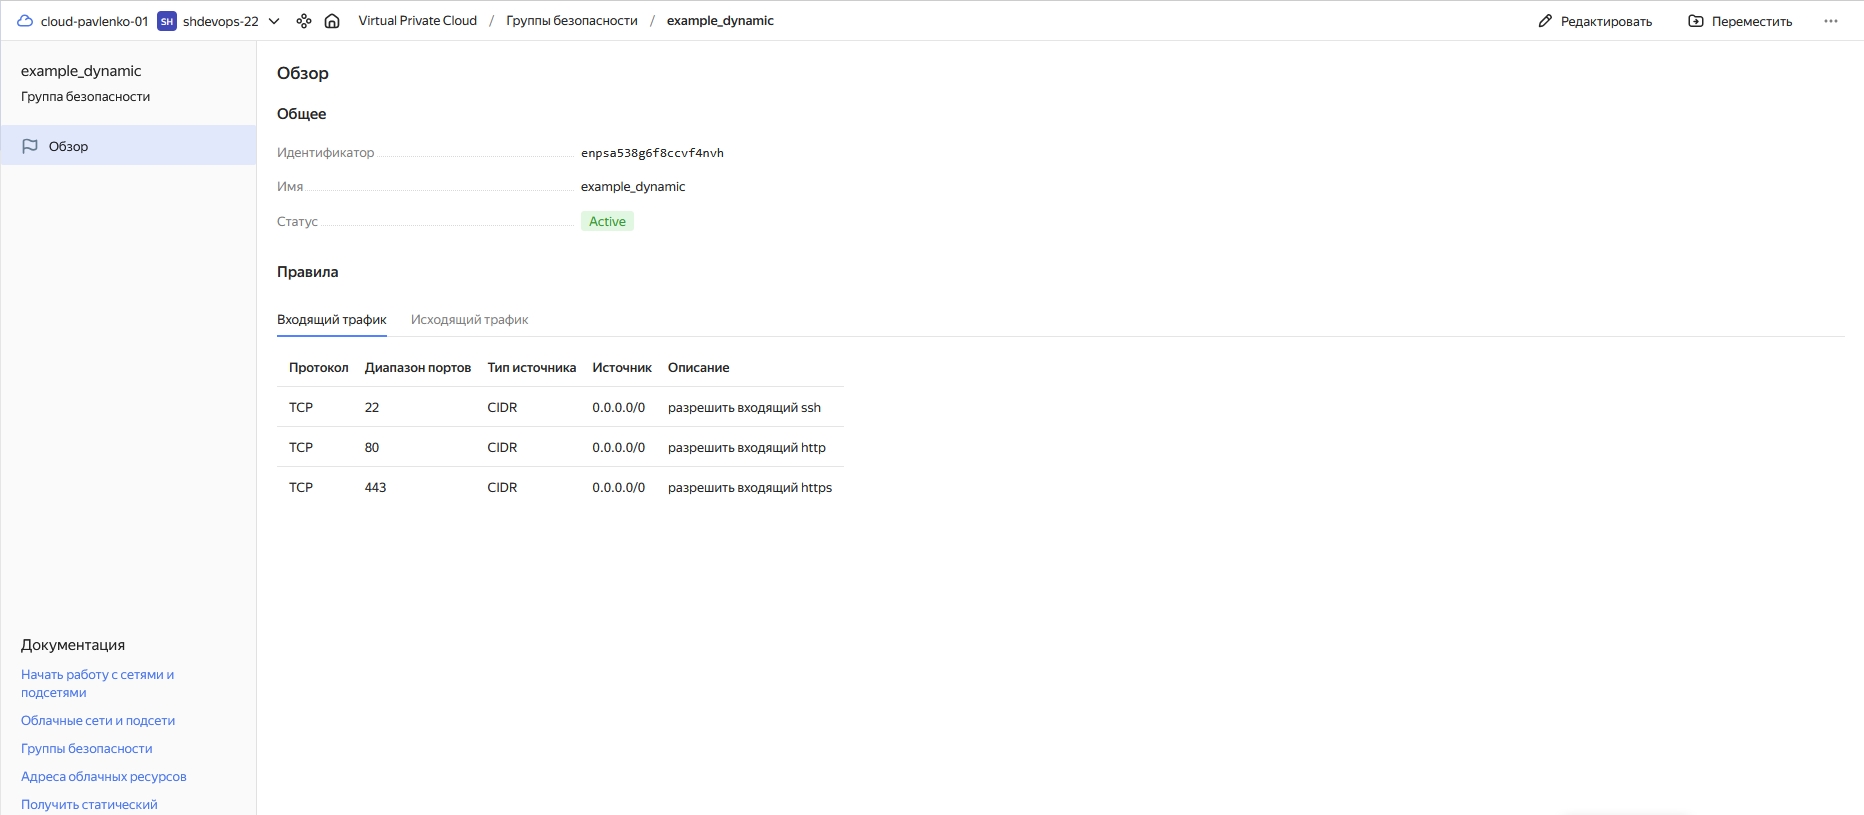 cloud-pavlenko-01 SH shdevops-22 Virtual Private Cloud / Группы безопасности / example_dynamic Редактировать Переместить
example_dynamic
Группа безопасности
Обзор
Обзор
Общее
Идентификатор enpsa538g6f8ccvf4nvh
Имя example_dynamic
Статус Active
Правила
Входящий трафик Исходящий трафик
Протокол Диапазон портов Тип источника Источник Описание
TCP 22 CIDR 0.0.0.0/0 разрешить входящий ssh
TCP 80 CIDR 0.0.0.0/0 разрешить входящий http
TCP 443 CIDR 0.0.0.0/0 разрешить входящий https
Документация
Начать работу с сетями и
подсетями
Облачные сети и подсети
Группы безопасности
Адреса облачных ресурсов
Получить статический